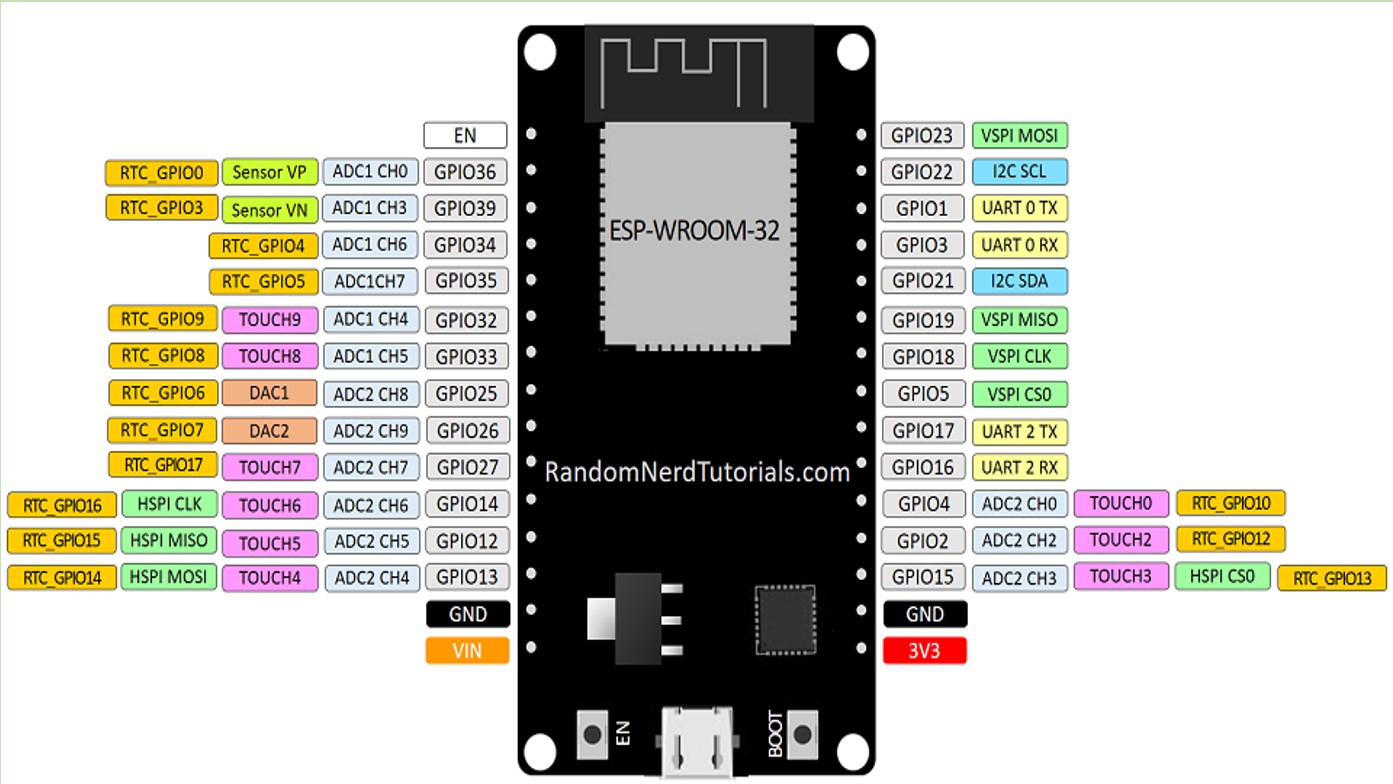 EN GPIO23 VSPI MOSI
RTC_GPIO0 Sensor VP ADC1 CH0 GPIO36 GPIO22 I2C SCL
RTC_GPIO3 Sensor VN ADC1 CH3 GPIO39 GPIO1 UART 0 TX
ESP-WROOM-32
RTC_GPIO4 ADC1 CH6 GPIO34 GPIO3 UART 0 RX
RTC_GPIO5 ADC1CH7 GPIO35 GPIO21 I2C SDA
RTC_GPIO9 TOUCH9 ADC1 CH4 GPIO32 GPIO19 VSPI MISO
RTC_GPIO8 TOUCH8 ADC1 CH5 GPIO33 GPIO18 VSPI CLK
RTC_GPIO6 DAC1 ADC2 CH8 GPIO25 GPIO5 VSPI CS0
RTC_GPIO7 DAC2 ADC2 CH9 GPIO26 GPIO17 UART 2 TX
RTC_GPIO17 TOUCH7 ADC2 CH7 GPIO27 RandomNerdTutorials.com GPIO16 UART 2 RX
RTC_GPIO16 HSPI CLK TOUCH6 ADC2 CH6 GPIO14 GPIO4 ADC2 CH0 TOUCH0 RTC_GPIO10
RTC_GPIO15 HSPI MISO TOUCH5 ADC2 CH5 GPIO12 GPIO2 ADC2 CH2 TOUCH2 RTC_GPIO12
RTC_GPIO14 HSPI MOSI TOUCH4 ADC2 CH4 GPIO13 GPIO15 ADC2 CH3 TOUCH3 HSPI CS0 RTC_GPIO13
GND GND
VIN 3V3
EN BOOT